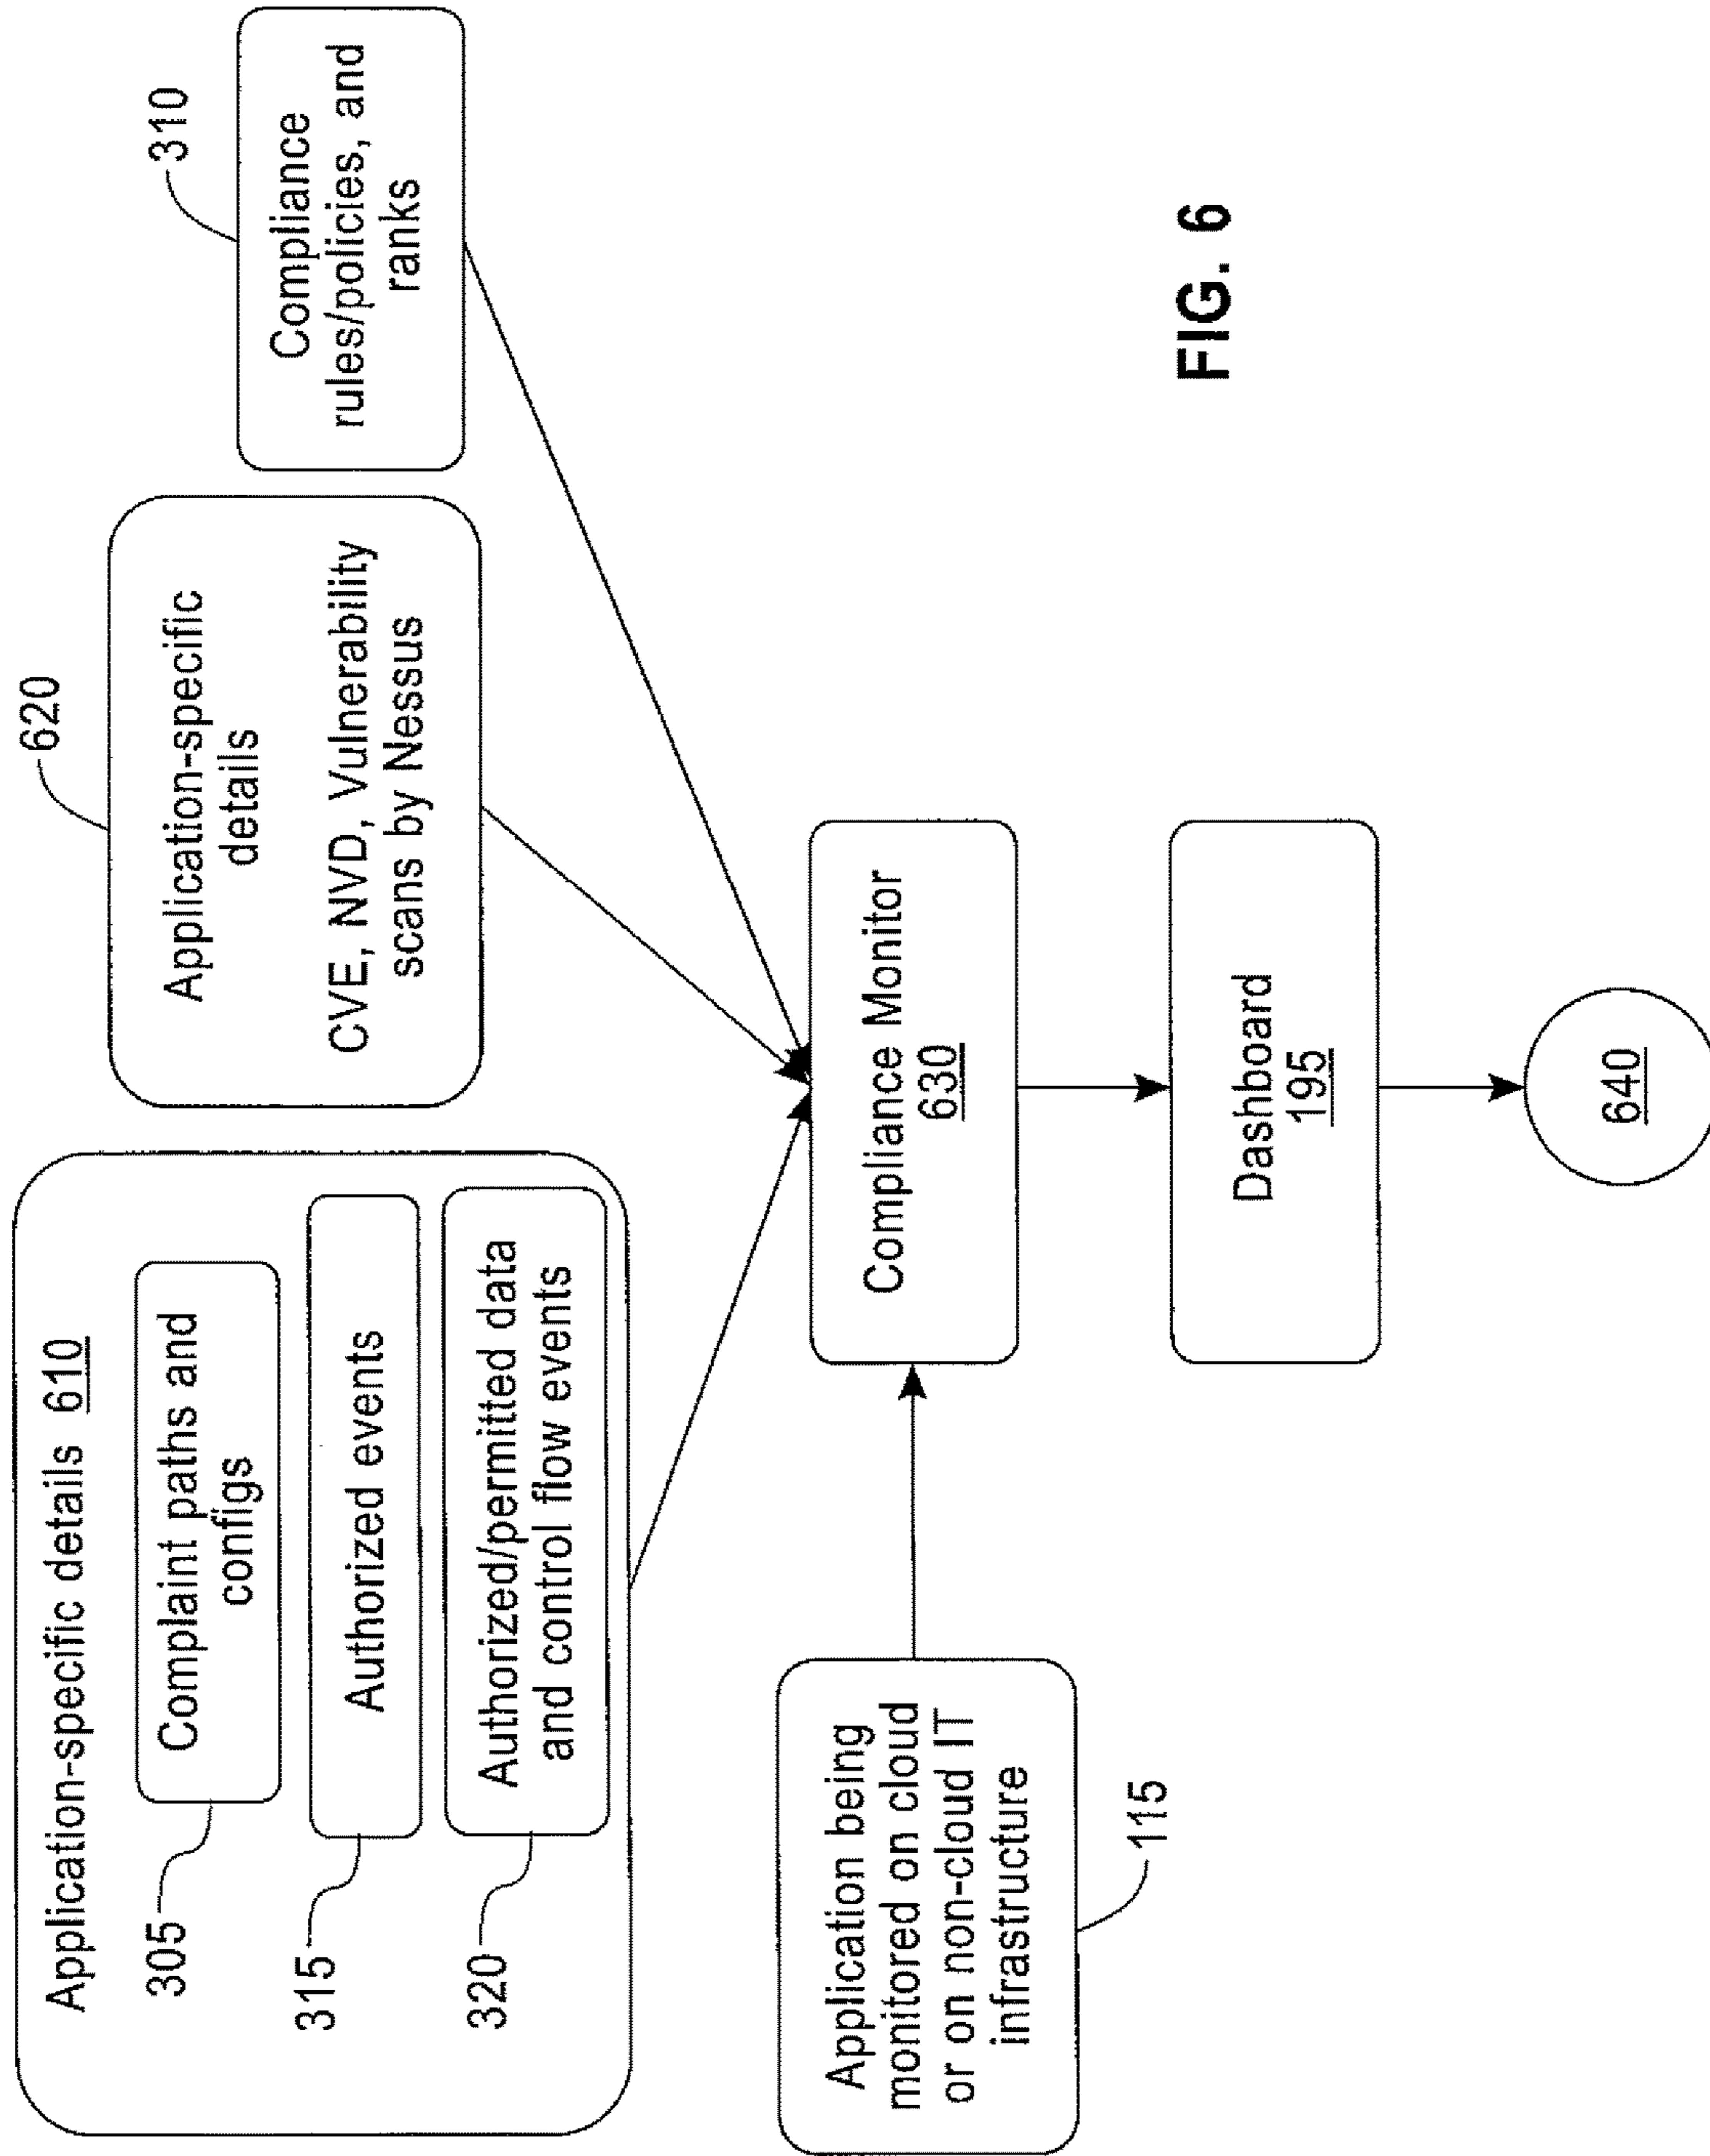 Application-specific details 610
305
Complaint paths and
configs
315
Authorized events
320
Authorized/permitted data
and control flow events
620
Application-specific
details
CVE, NVD, Vulnerability
scans by Nessus
310
Compliance
rules/policies, and
ranks
Application being
monitored on cloud
or on non-cloud IT
infrastructure
115
Compliance Monitor
630
Dashboard
195
640
FIG. 6